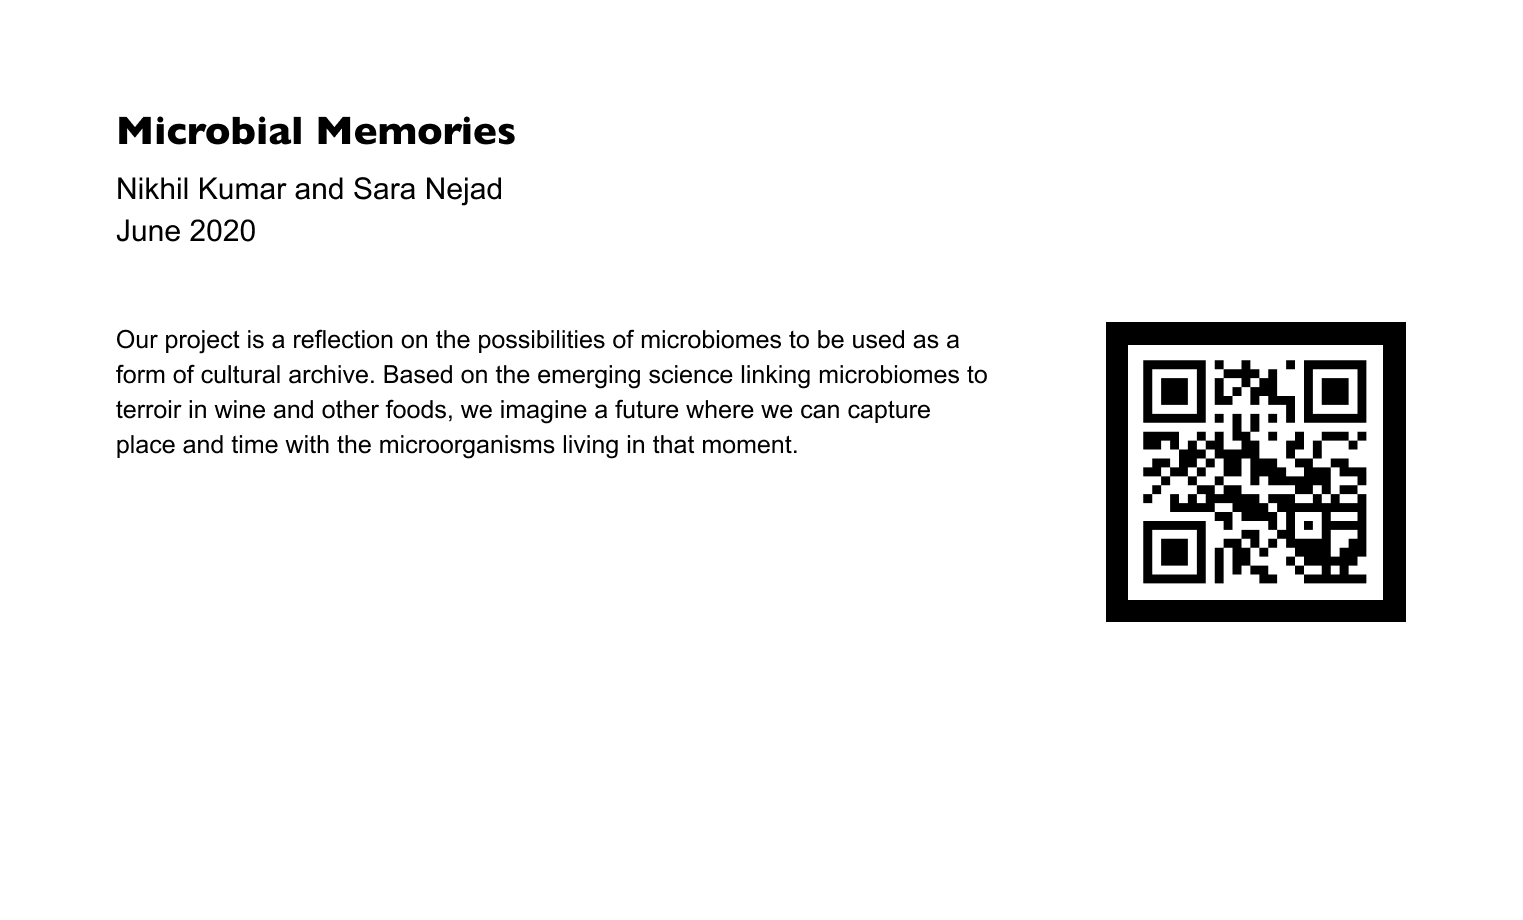 Microbial Memories
Nikhil Kumar and Sara Nejad
June 2020
Our project is a reflection on the possibilities of microbiomes to be used as a
form of cultural archive. Based on the emerging science linking microbiomes to
terroir in wine and other foods, we imagine a future where we can capture
place and time with the microorganisms living in that moment.